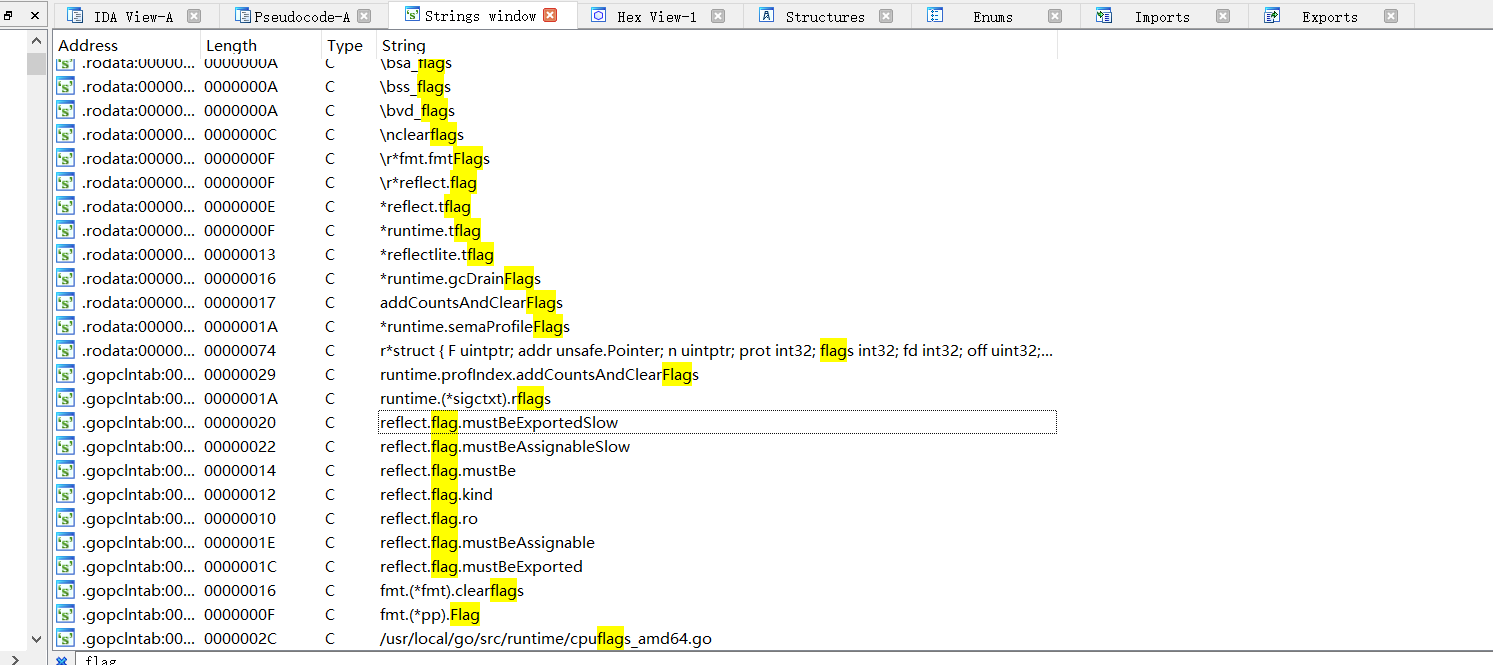 IDA View-A Pseudocode-A Strings window Hex View-1 Structures Enums Imports Exports
Address Length Type String
.rodata:00000... 0000000A C \bsa_flags
.rodata:00000... 0000000A C \bss_flags
.rodata:00000... 0000000A C \bvd_flags
.rodata:00000... 0000000C C \nclearflags
.rodata:00000... 0000000F C \r*fmt.fmtFlags
.rodata:00000... 0000000F C \r*reflect.flag
.rodata:00000... 0000000E C *reflect.tflag
.rodata:00000... 0000000F C *runtime.tflag
.rodata:00000... 00000013 C *reflectlite.tflag
.rodata:00000... 00000016 C *runtime.gcDrainFlags
.rodata:00000... 00000017 C addCountsAndClearFlags
.rodata:00000... 0000001A C *runtime.semaProfileFlags
.rodata:00000... 00000074 C r*struct { F uintptr; addr unsafe.Pointer; n uintptr; prot int32; flags int32; fd int32; off uint32;...
.gopclntab:00... 00000029 C runtime.profIndex.addCountsAndClearFlags
.gopclntab:00... 0000001A C runtime.(*sigctxt).rflags
.gopclntab:00... 00000020 C reflect.flag.mustBeExportedSlow
.gopclntab:00... 00000022 C reflect.flag.mustBeAssignableSlow
.gopclntab:00... 00000014 C reflect.flag.mustBe
.gopclntab:00... 00000012 C reflect.flag.kind
.gopclntab:00... 00000010 C reflect.flag.ro
.gopclntab:00... 0000001E C reflect.flag.mustBeAssignable
.gopclntab:00... 0000001C C reflect.flag.mustBeExported
.gopclntab:00... 00000016 C fmt.(*fmt).clearflags
.gopclntab:00... 0000000F C fmt.(*pp).Flag
.gopclntab:00... 0000002C C /usr/local/go/src/runtime/cpuflags_amd64.go
flag